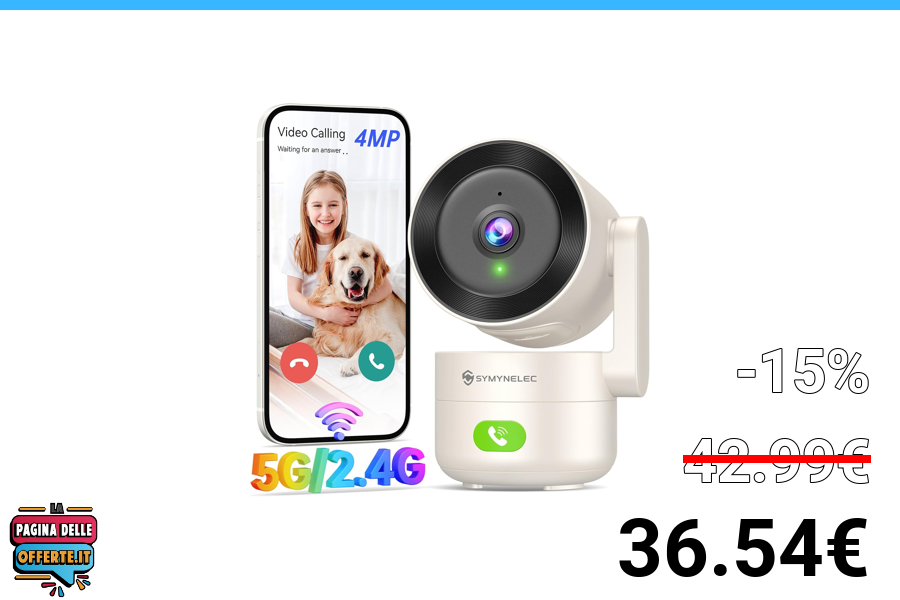 Video Calling
4MP
Waiting for an answer . .
SYMYNELEC
5G/2.4G
-15%
42.99€
36.54€
LA
PAGINA DELLE
OFFERTE.IT